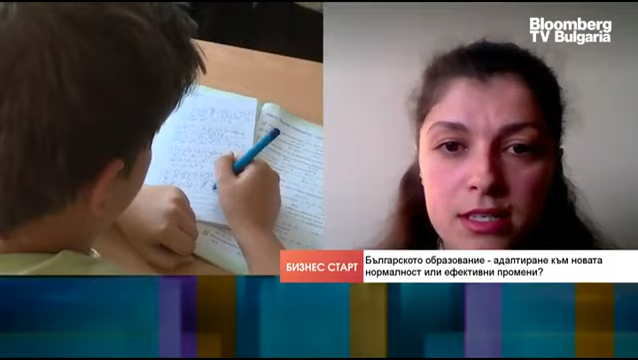 Bloomberg
TV Bulgaria
БИЗНЕС СТАРТ
Българското образование - адаптиране към новата
нормалност или ефективни промени?